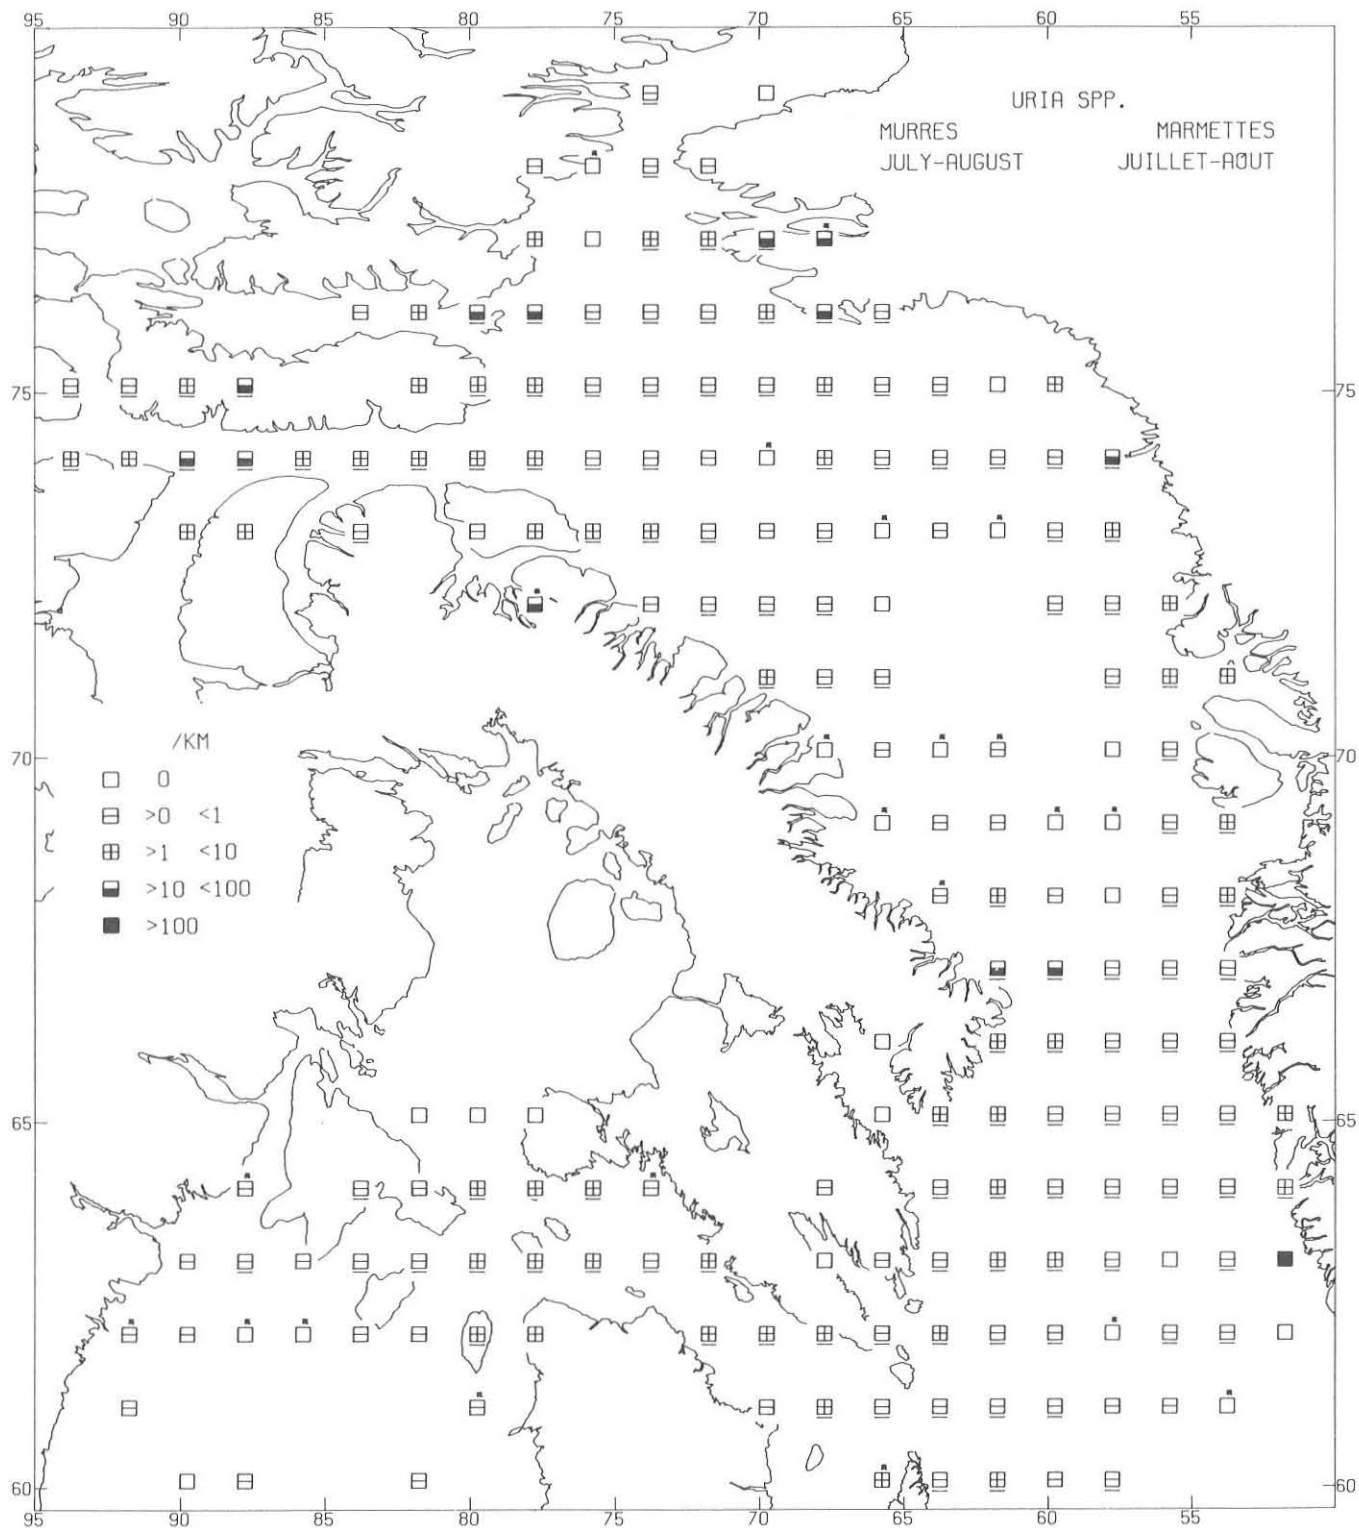 95 90 85 80 75 70 65 60 55
URIA SPP.
MURRES MARMETTES
JULY-AUGUST JUILLET-AOUT
75 75
/KM
70 70
0
>0 <1
>1 <10
>10 <100
>100
65 65
60 60
95 90 85 80 75 70 65 60 55